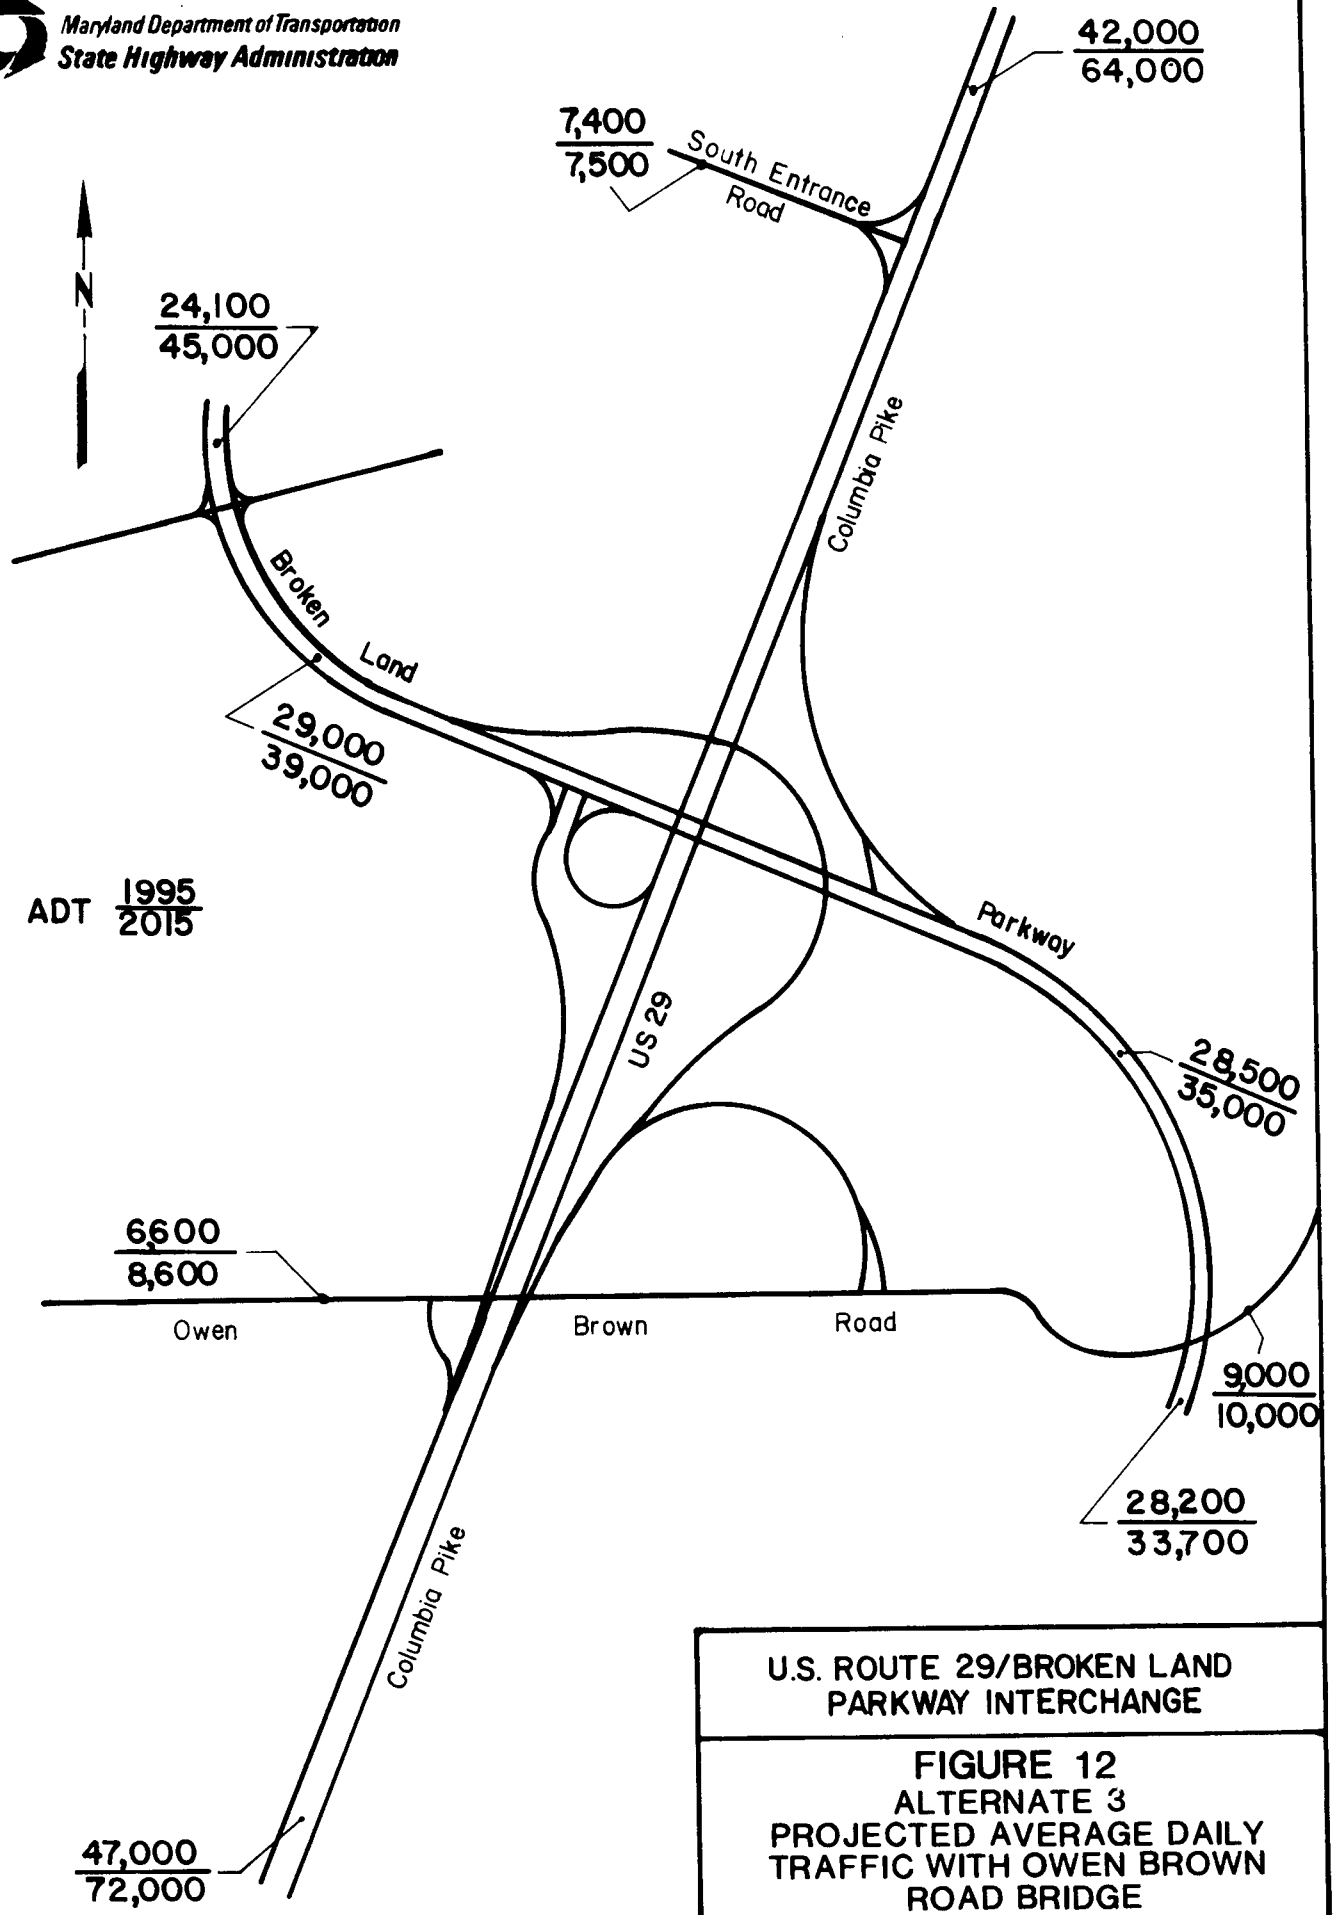 Maryland Department of Transportation
State Highway Administration
42,000
64,000
7,400
7,500
South Entrance
Road
N
24,100
45,000
Columbia Pike
Broken
Land
29,000
39,000
ADT 1995
2015
Parkway
US 29
28,500
35,000
6,600
8,600
Owen
Brown
Road
9,000
10,000
28,200
33,700
Columbia Pike
47,000
72,000
U.S. ROUTE 29/BROKEN LAND
PARKWAY INTERCHANGE
FIGURE 12
ALTERNATE 3
PROJECTED AVERAGE DAILY
TRAFFIC WITH OWEN BROWN
ROAD BRIDGE